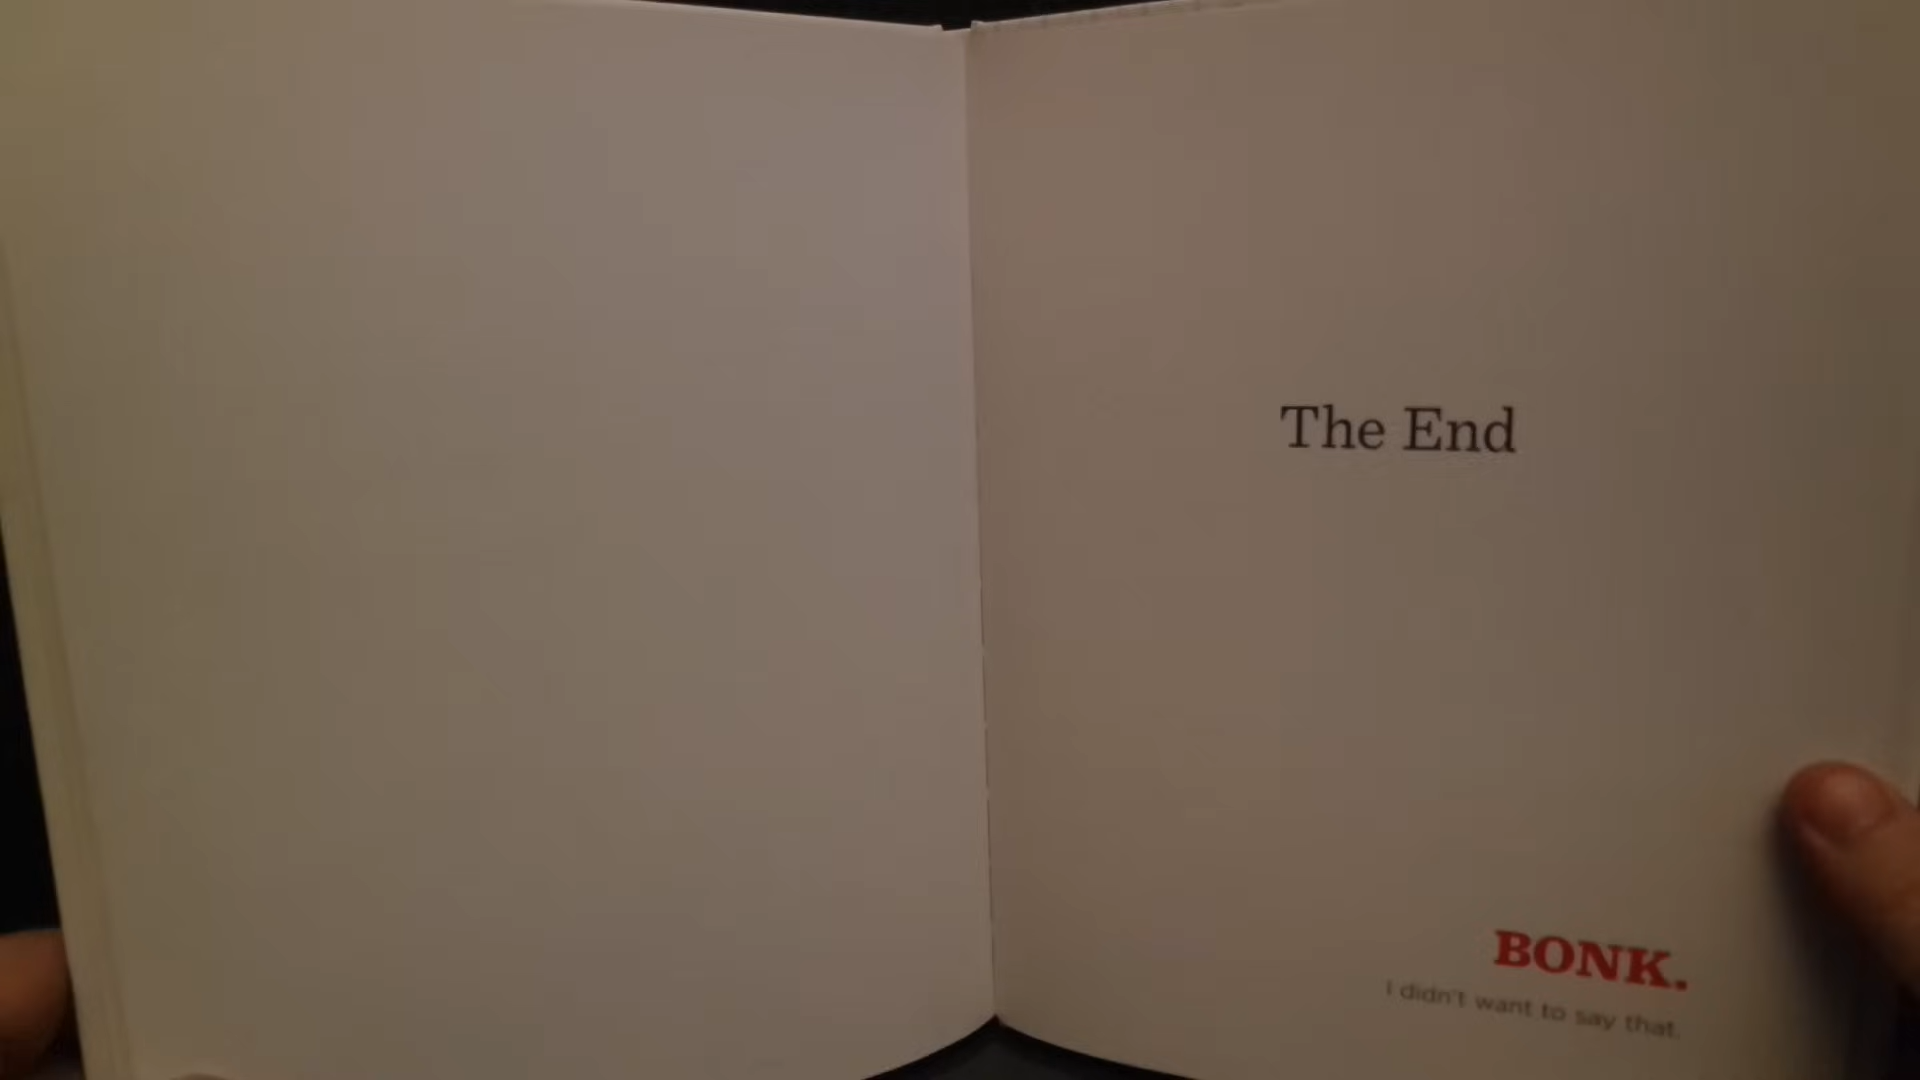 The End
BONK.
I didn't want to say that.